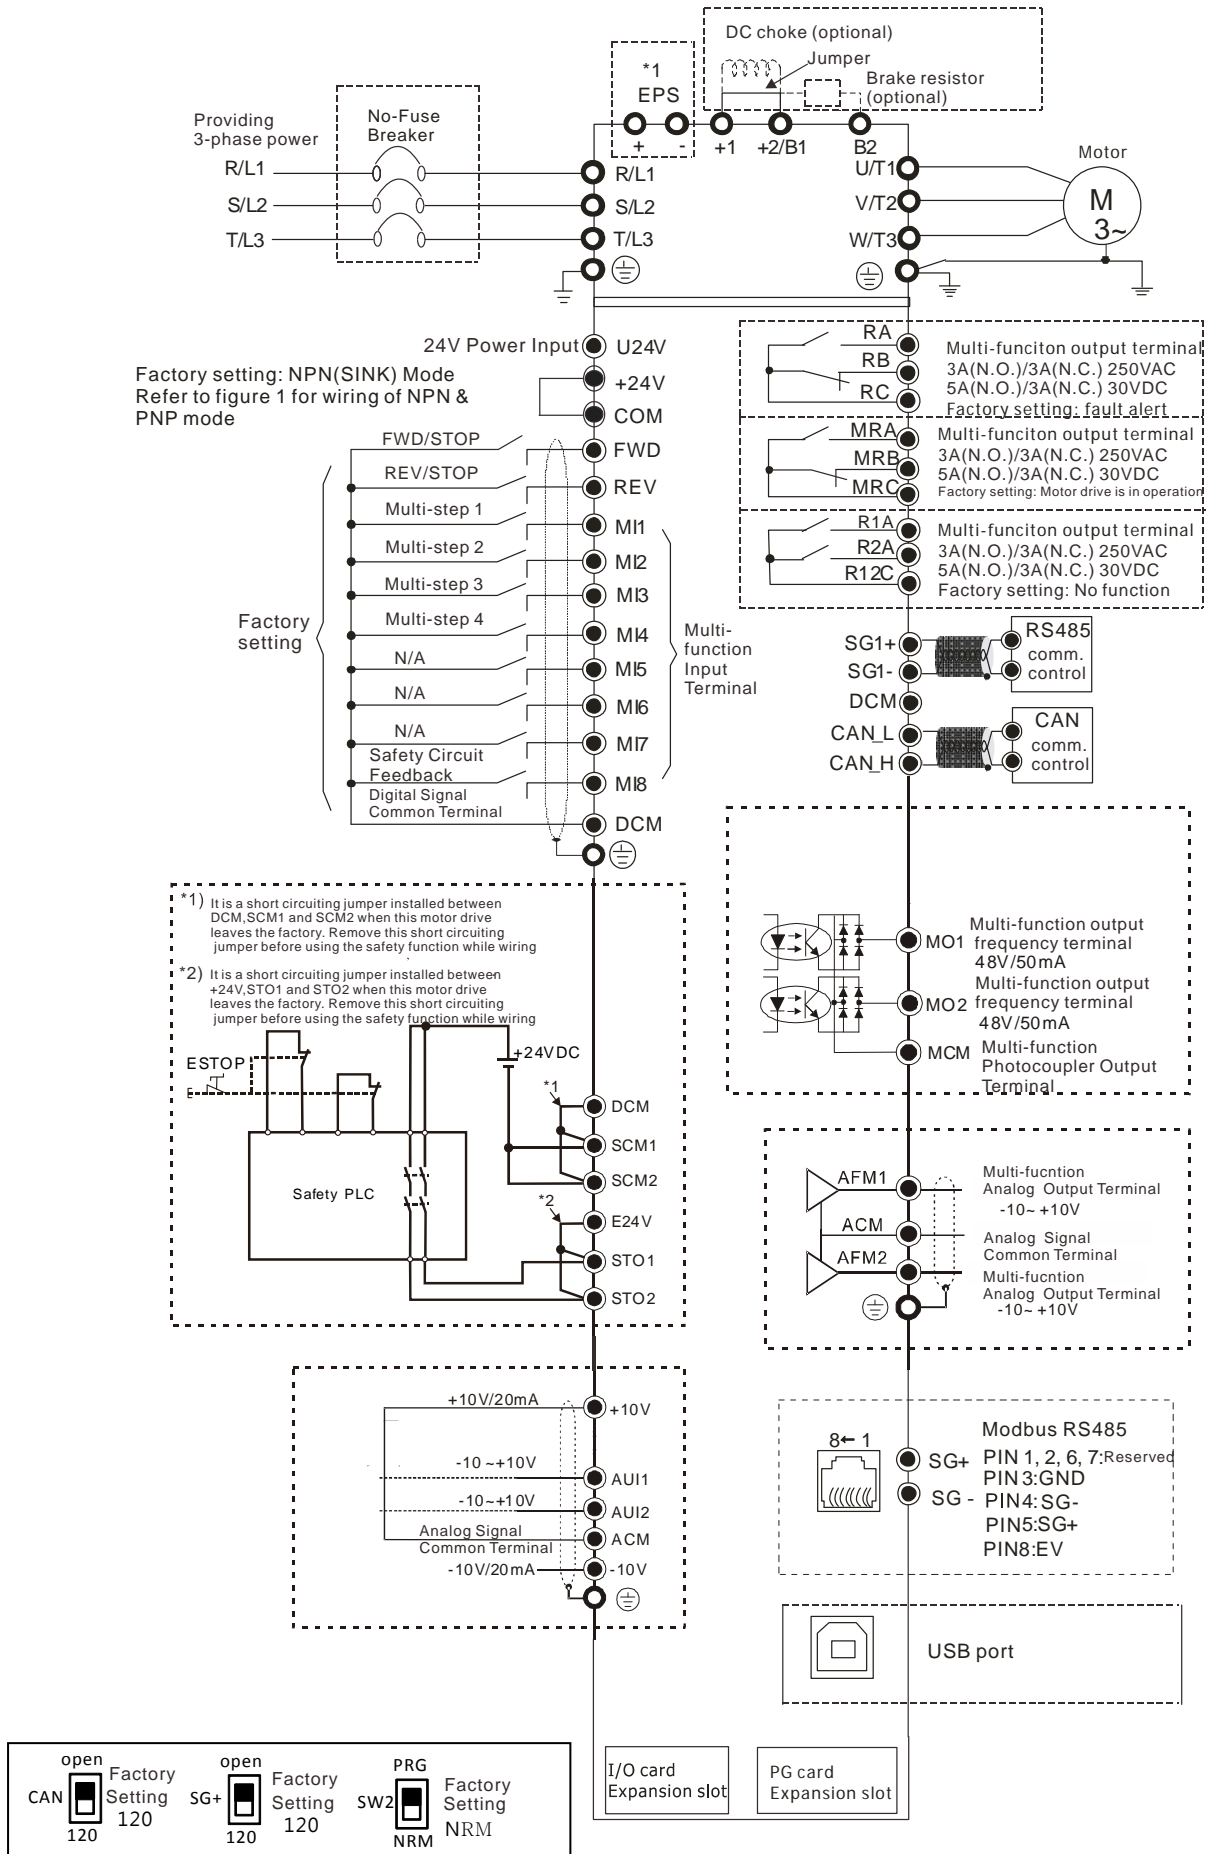 DC choke (optional)
Jumper
Brake resistor
(optional)
*1
EPS
+
-
+1
+2/B1
B2
Providing
3-phase power
No-Fuse
Breaker
R/L1
S/L2
T/L3
R/L1
S/L2
T/L3
U/T1
V/T2
W/T3
Motor
M
3~
24V Power Input
U24V
Factory setting: NPN(SINK) Mode
Refer to figure 1 for wiring of NPN &
PNP mode
+24V
COM
FWD/STOP
FWD
REV/STOP
REV
Multi-step 1
MI1
Multi-step 2
MI2
Multi-step 3
MI3
Multi-step 4
MI4
N/A
MI5
N/A
MI6
N/A
MI7
Safety Circuit
Feedback
MI8
Digital Signal
Common Terminal
DCM
Factory
setting
Multi-
function
Input
Terminal
RA
RB
RC
Multi-funciton output terminal
3A(N.O.)/3A(N.C.) 250VAC
5A(N.O.)/3A(N.C.) 30VDC
Factory setting: fault alert
MRA
MRB
MRC
Multi-funciton output terminal
3A(N.O.)/3A(N.C.) 250VAC
5A(N.O.)/3A(N.C.) 30VDC
Factory setting: Motor drive is in operation
R1A
R2A
R12C
Multi-funciton output terminal
3A(N.O.)/3A(N.C.) 250VAC
5A(N.O.)/3A(N.C.) 30VDC
Factory setting: No function
SG1+
SG1-
DCM
CAN_L
CAN_H
RS485
comm.
control
CAN
comm.
control
*1) It is a short circuiting jumper installed between
DCM,SCM1 and SCM2 when this motor drive
leaves the factory. Remove this short circuiting
jumper before using the safety function while wiring
*2) It is a short circuiting jumper installed between
+24V,STO1 and STO2 when this motor drive
leaves the factory. Remove this short circuiting
jumper before using the safety function while wiring
ESTOP
+24VDC
Safety PLC
*1
DCM
SCM1
SCM2
*2
E24V
STO1
STO2
MO1
Multi-function output
frequency terminal
48V/50mA
MO2
Multi-function output
frequency terminal
48V/50mA
MCM
Multi-function
Photocoupler Output
Terminal
AFM1
Multi-fucntion
Analog Output Terminal
-10~ +10V
ACM
Analog Signal
Common Terminal
AFM2
Multi-fucntion
Analog Output Terminal
-10~ +10V
+10V/20mA
+10V
-10 ~+10V
AUI1
-10~+10V
AUI2
Analog Signal
Common Terminal
ACM
-10V/20mA
-10V
8← 1
SG+
SG -
Modbus RS485
PIN 1, 2, 6, 7:Reserved
PIN 3:GND
PIN4:SG-
PIN5:SG+
PIN8:EV
USB port
I/O card
Expansion slot
PG card
Expansion slot
open
CAN
120
Factory
Setting
120
open
SG+
120
Factory
Setting
120
PRG
SW2
NRM
Factory
Setting
NRM